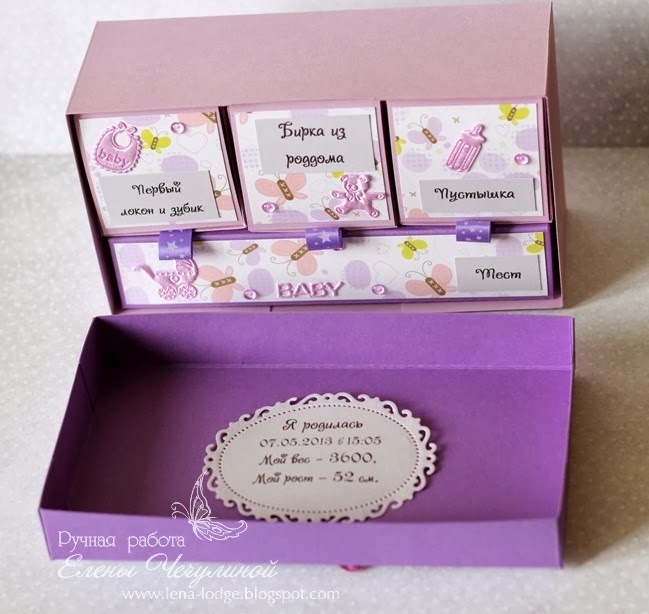 baby
Первый
локон и зубик
Бирка из
роддома
Пустышка
BABY
Тест
Я родилась
07.05.2013 в 15:05
Мой вес - 3600,
Мой рост - 52 см.
Ручная работа
Елены Чегулиной
www.lena-lodge.blogspot.com